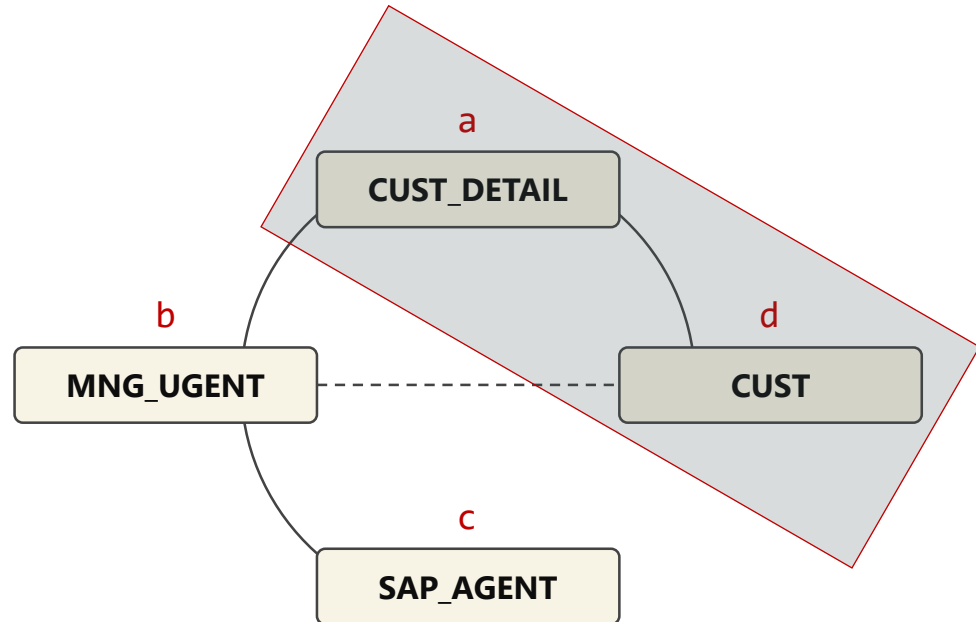 a
CUST_DETAIL
b
d
MNG_UGENT
CUST
c
SAP_AGENT